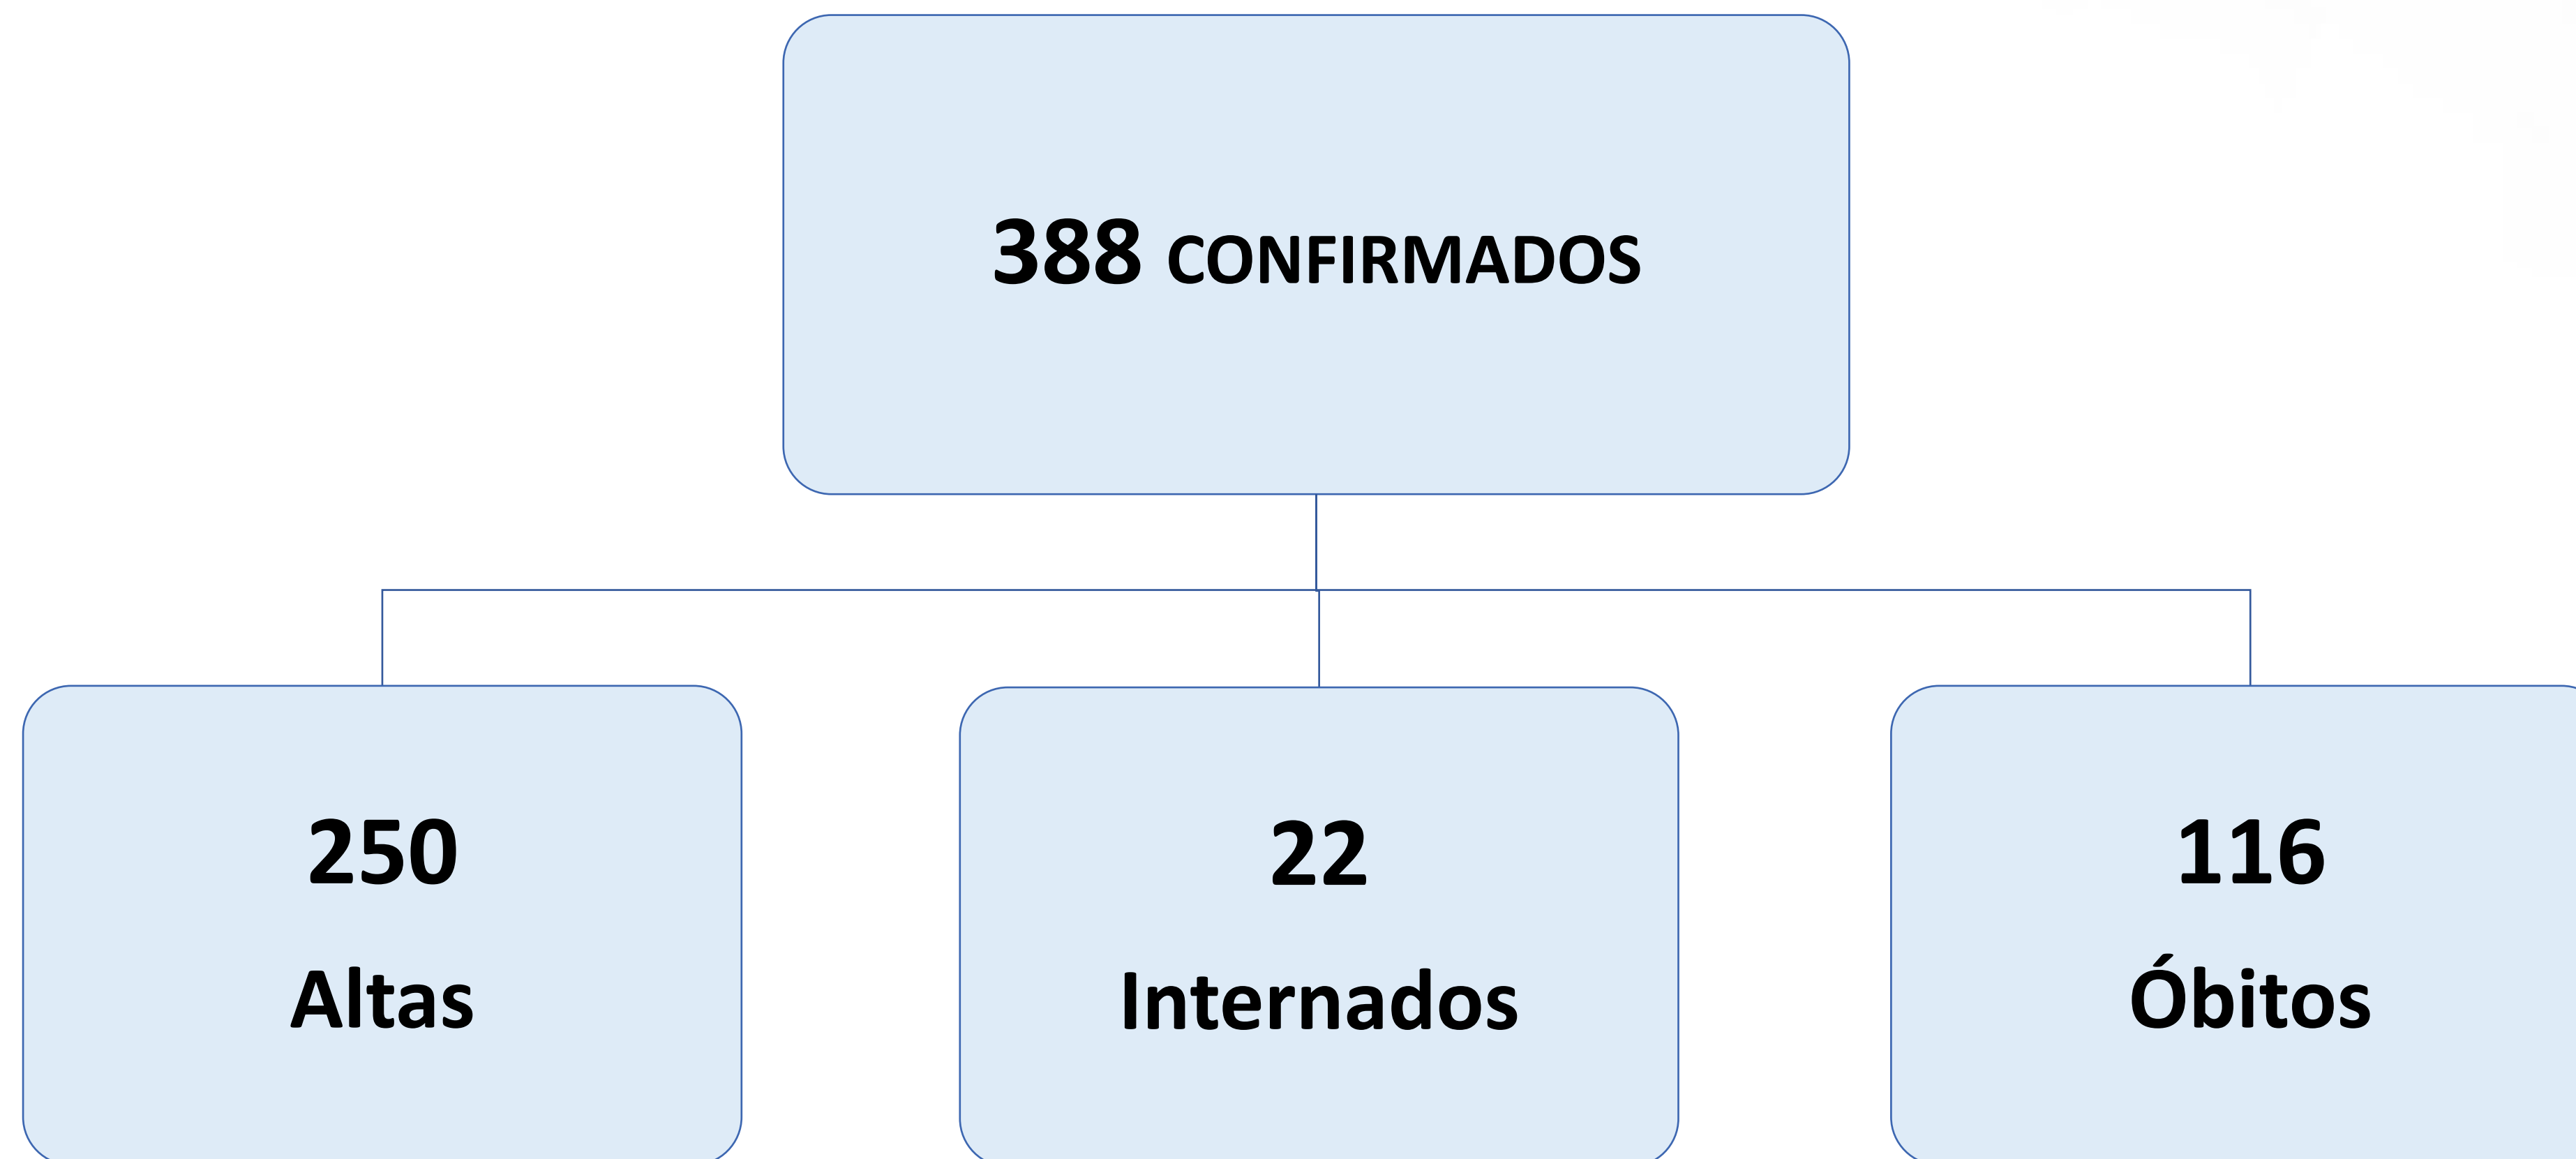 388 CONFIRMADOS
250
Altas
22
Internados
116
Óbitos